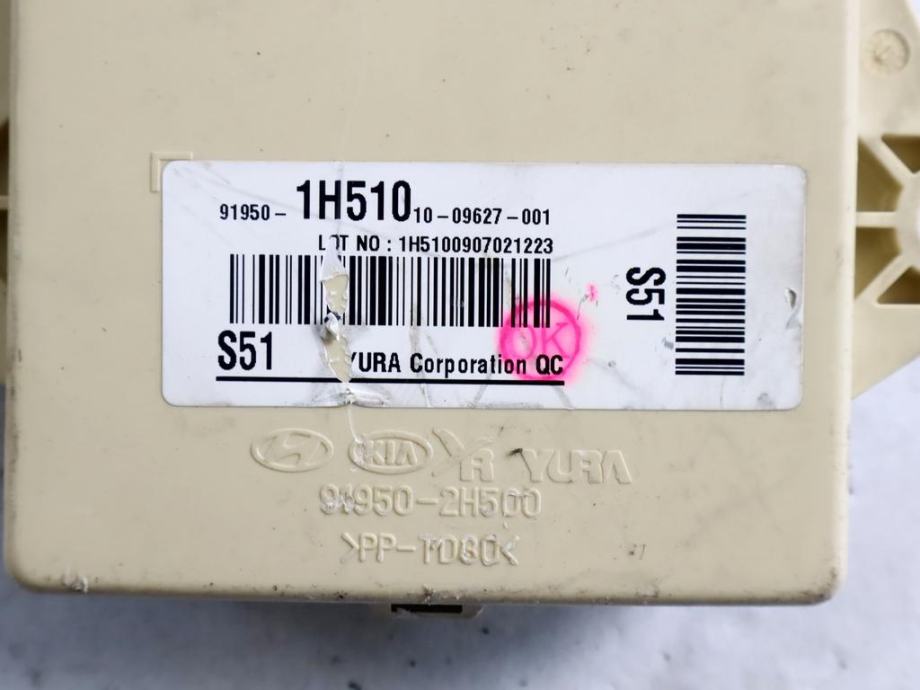 91950-1H510 10-09627-001
LOT NO : 1H5100907021223
S51
YURA Corporation QC
OK
S51
KIA YR YURA
91950-2H500
>PP-TD30<